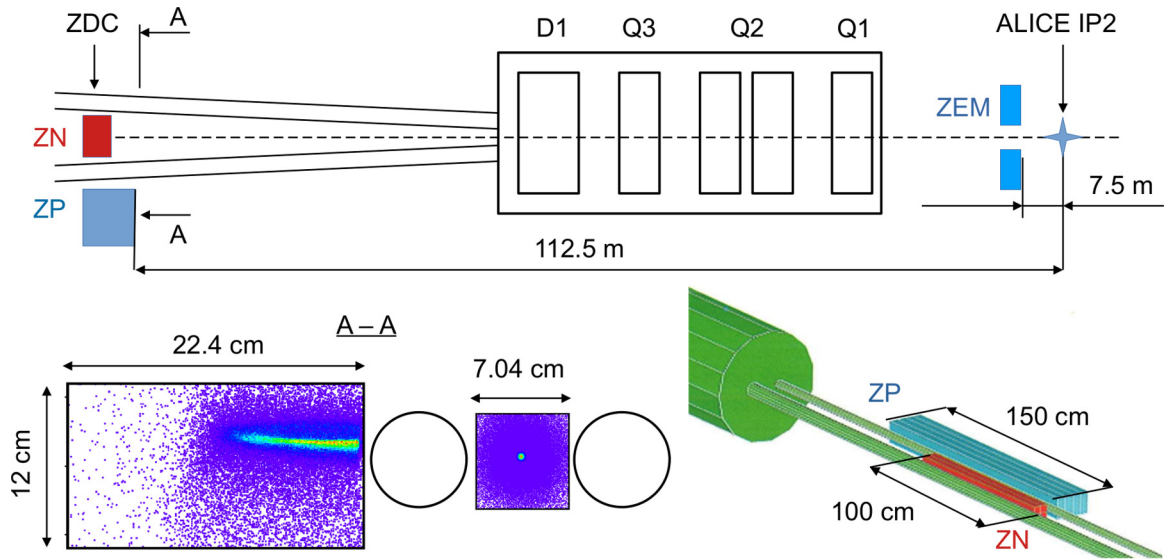 ZDC
A
D1
Q3
Q2
Q1
ALICE IP2
ZN
ZEM
ZP
A
7.5 m
112.5 m
A – A
22.4 cm
7.04 cm
12 cm
ZP
150 cm
100 cm
ZN